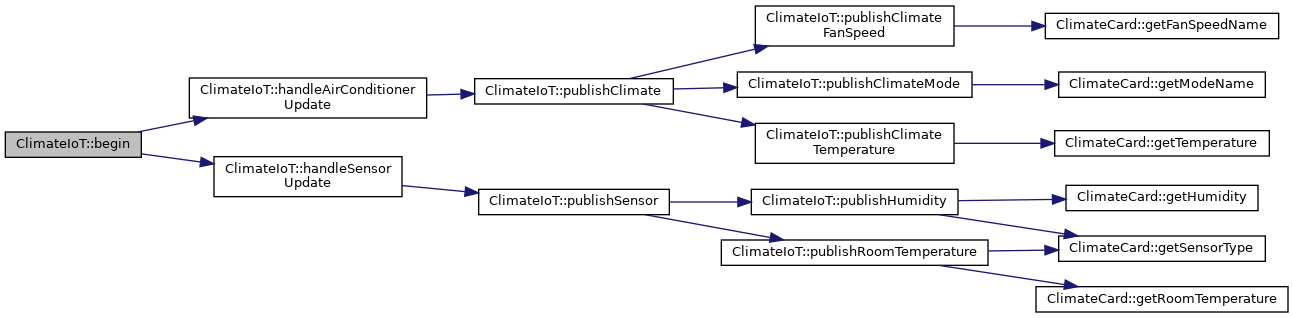 ClimateIoT::begin
ClimateIoT::handleAirConditioner
Update
ClimateIoT::handleSensor
Update
ClimateIoT::publishClimate
ClimateIoT::publishSensor
ClimateIoT::publishClimate
FanSpeed
ClimateIoT::publishClimateMode
ClimateIoT::publishClimate
Temperature
ClimateIoT::publishHumidity
ClimateIoT::publishRoomTemperature
ClimateCard::getFanSpeedName
ClimateCard::getModeName
ClimateCard::getTemperature
ClimateCard::getHumidity
ClimateCard::getSensorType
ClimateCard::getRoomTemperature